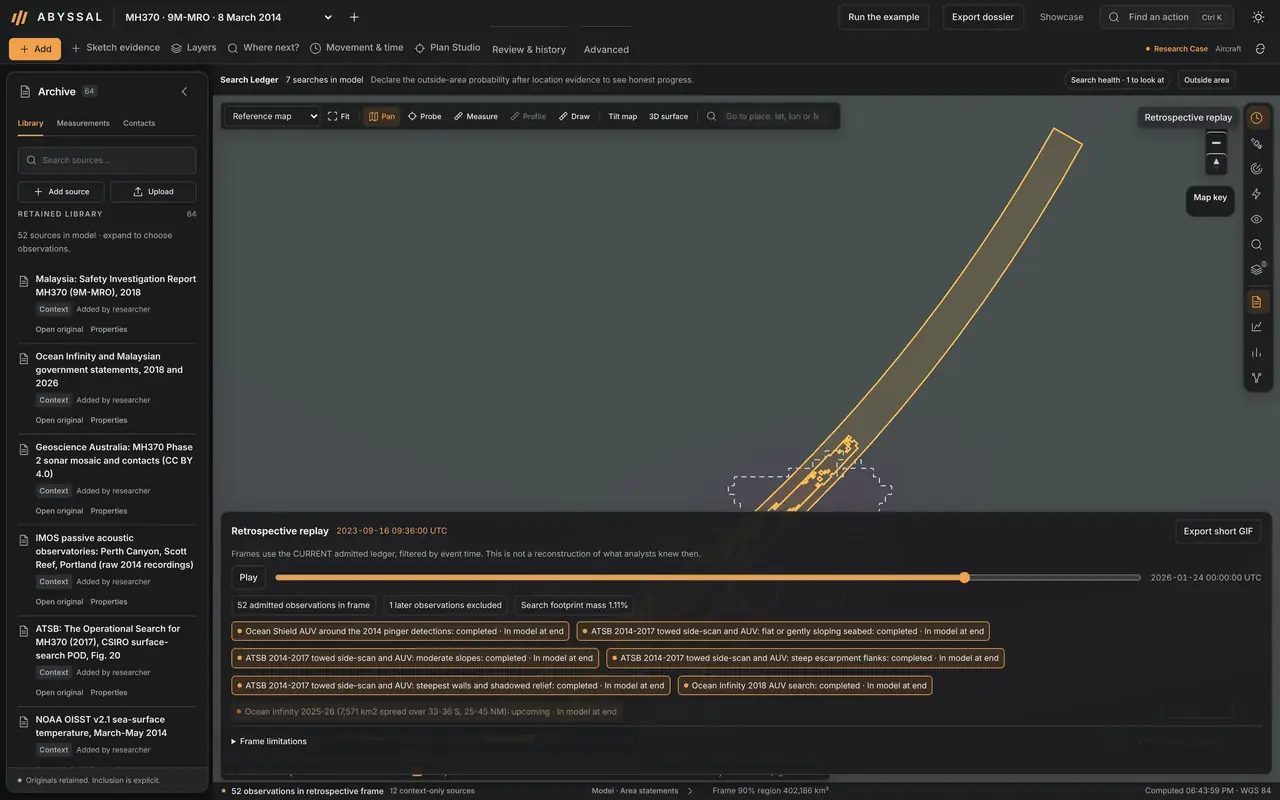 ABYSSAL
MH370 · 9M-MRO · 8 March 2014
Run the example
Export dossier
Showcase
Find an action
Ctrl K
Add
Sketch evidence
Layers
Where next?
Movement & time
Plan Studio
Review & history
Advanced
Research Case
Aircraft
Archive
64
Library
Measurements
Contacts
Search sources...
Add source
Upload
RETAINED LIBRARY
64
52 sources in model · expand to choose
observations.
Malaysia: Safety Investigation Report
MH370 (9M-MRO), 2018
Context
Added by researcher
Open original
Properties
Ocean Infinity and Malaysian
government statements, 2018 and
2026
Context
Added by researcher
Open original
Properties
Geoscience Australia: MH370 Phase
2 sonar mosaic and contacts (CC BY
4.0)
Context
Added by researcher
Open original
Properties
IMOS passive acoustic
observatories: Perth Canyon, Scott
Reef, Portland (raw 2014 recordings)
Context
Added by researcher
Open original
Properties
ATSB: The Operational Search for
MH370 (2017), CSIRO surface-
search POD, Fig. 20
Context
Added by researcher
Open original
Properties
NOAA OISST v2.1 sea-surface
temperature, March-May 2014
Context
Added by researcher
Originals retained. Inclusion is explicit.
Search Ledger
7 searches in model
Declare the outside-area probability after location evidence to see honest progress.
Search health · 1 to look at
Outside area
Reference map
Fit
Pan
Probe
Measure
Profile
Draw
Tilt map
3D surface
Go to place, lat, lon or M
Retrospective replay
Map key
0
Retrospective replay
2023-09-16 09:36:00 UTC
Export short GIF
Frames use the CURRENT admitted ledger, filtered by event time. This is not a reconstruction of what analysts knew then.
Play
2026-01-24 00:00:00 UTC
52 admitted observations in frame
1 later observations excluded
Search footprint mass 1.11%
Ocean Shield AUV around the 2014 pinger detections: completed · In model at end
ATSB 2014-2017 towed side-scan and AUV: flat or gently sloping seabed: completed · In model at end
ATSB 2014-2017 towed side-scan and AUV: moderate slopes: completed · In model at end
ATSB 2014-2017 towed side-scan and AUV: steep escarpment flanks: completed · In model at end
ATSB 2014-2017 towed side-scan and AUV: steepest walls and shadowed relief: completed · In model at end
Ocean Infinity 2018 AUV search: completed · In model at end
Ocean Infinity 2025-26 (7,571 km2 spread over 33-36 S, 25-45 NM): upcoming · In model at end
Frame limitations
52 observations in retrospective frame
12 context-only sources
Model · Area statements
Frame 90% region 402,186 km²
Computed 06:43:59 PM · WGS 84